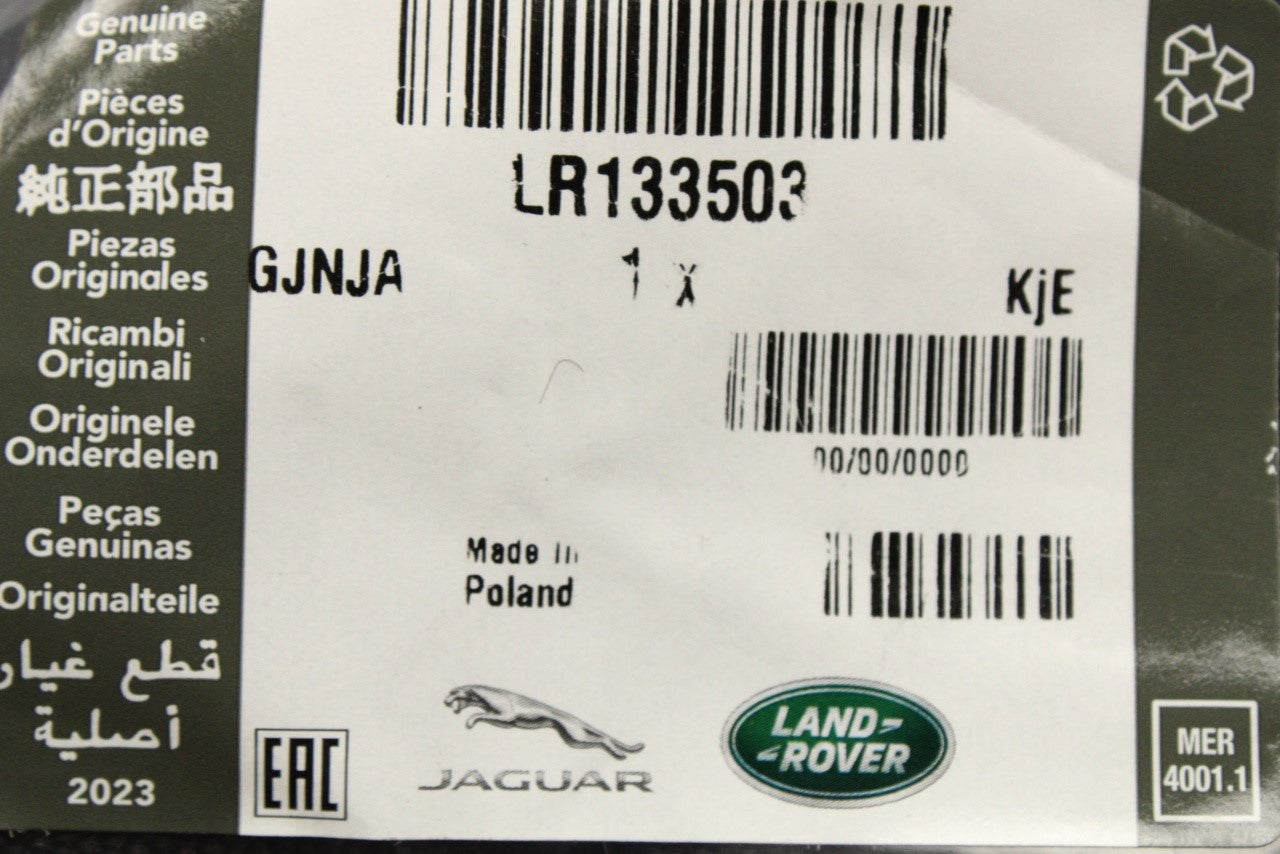 Genuine
Parts
Pièces
d'Origine
純正部品
Piezas
Originales
Ricambi
Originali
Originele
Onderdelen
Peças
Genuinas
Originalteile
قطع غيار
أصلية
2023
LR133503
GJNJA 1 X KjE
00/00/0000
Made in
Poland
EAC
JAGUAR
LAND-
-ROVER
MER
4001.1